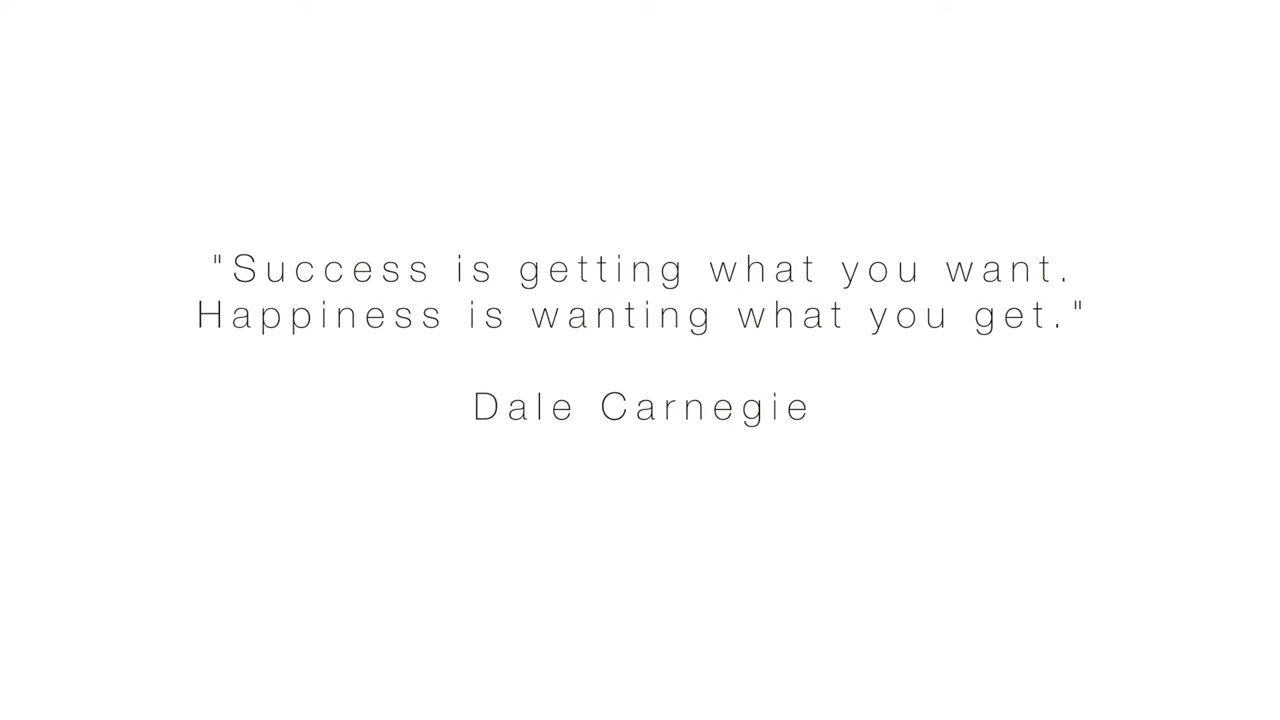 "Success is getting what you want.
Happiness is wanting what you get."
Dale Carnegie